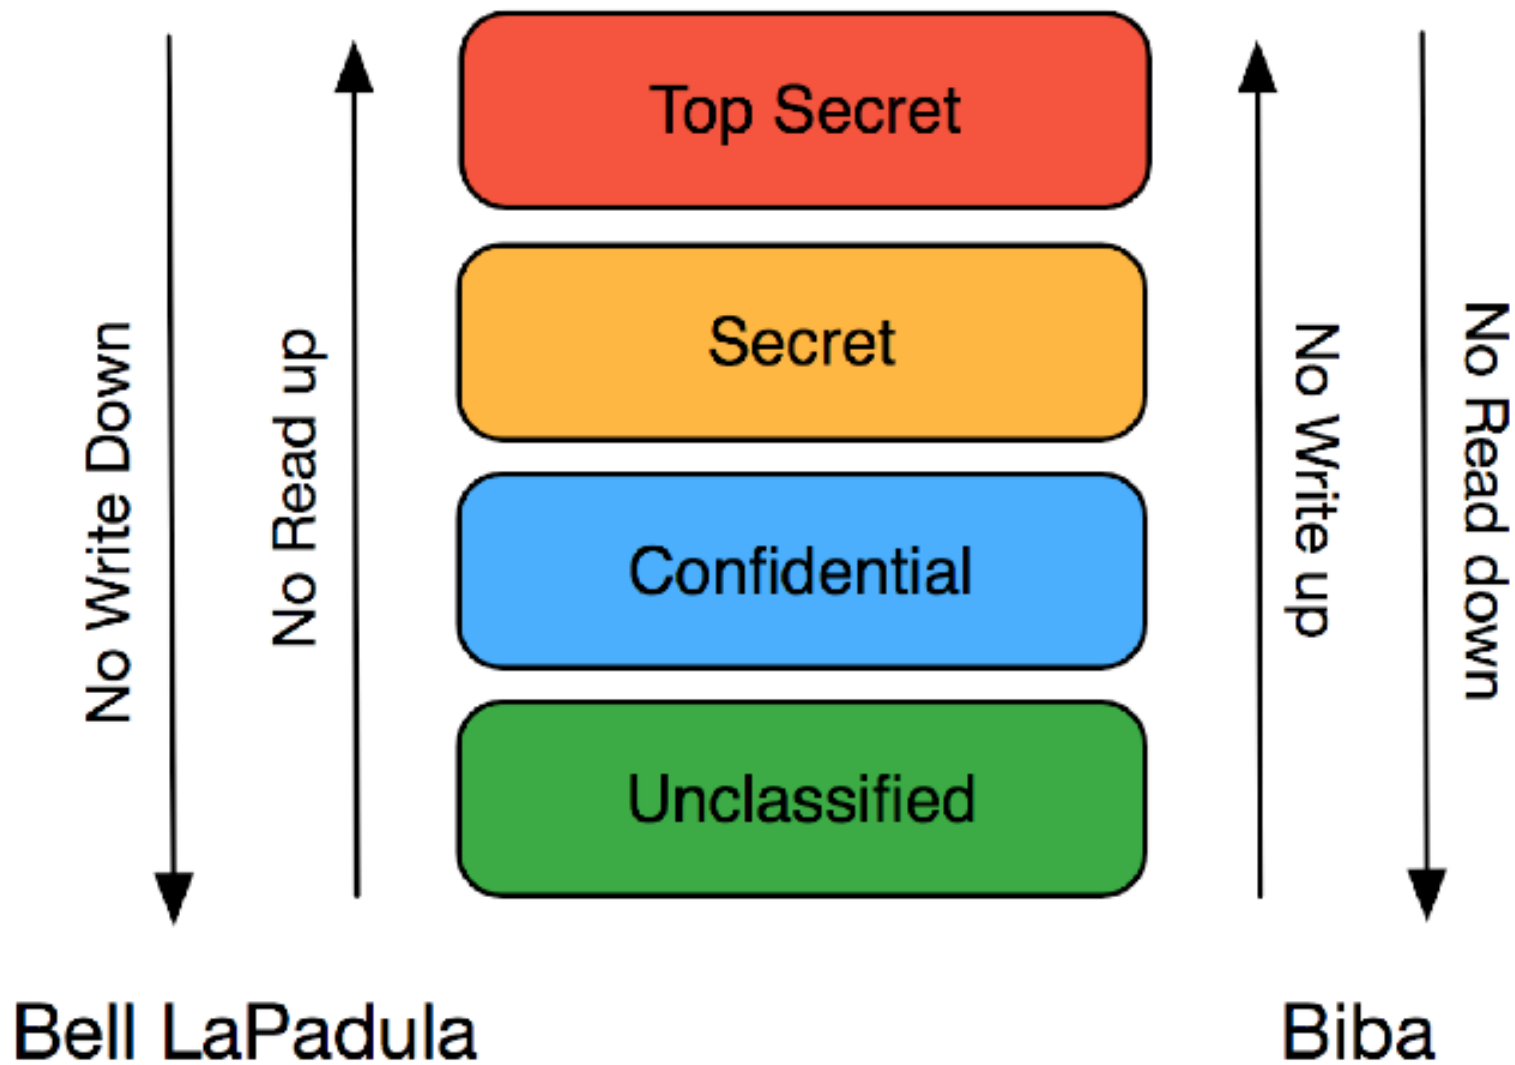 Top Secret
Secret
Confidential
Unclassified
No Write Down
No Read up
No Write up
No Read down
Bell LaPadula
Biba